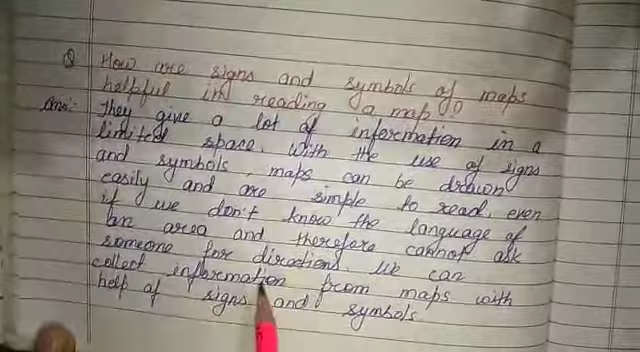 Q How are signs and symbols of maps
helpful in reading a map?
Ans:- They give a lot of information in a
limited space. With the use of signs
and symbols, maps can be drawn
easily and are simple to read, even
if we don't know the language of
an area and therefore cannot ask
someone for directions. We can
collect information from maps with
help of signs and symbols